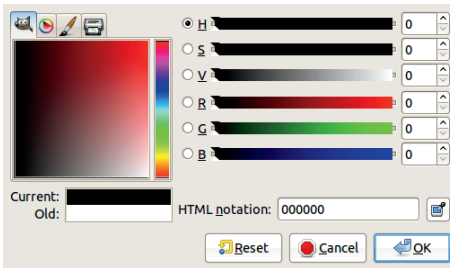 H 0
S 0
V 0
R 0
G 0
B 0
Current:
Old:
HTML notation: 000000
Reset Cancel OK